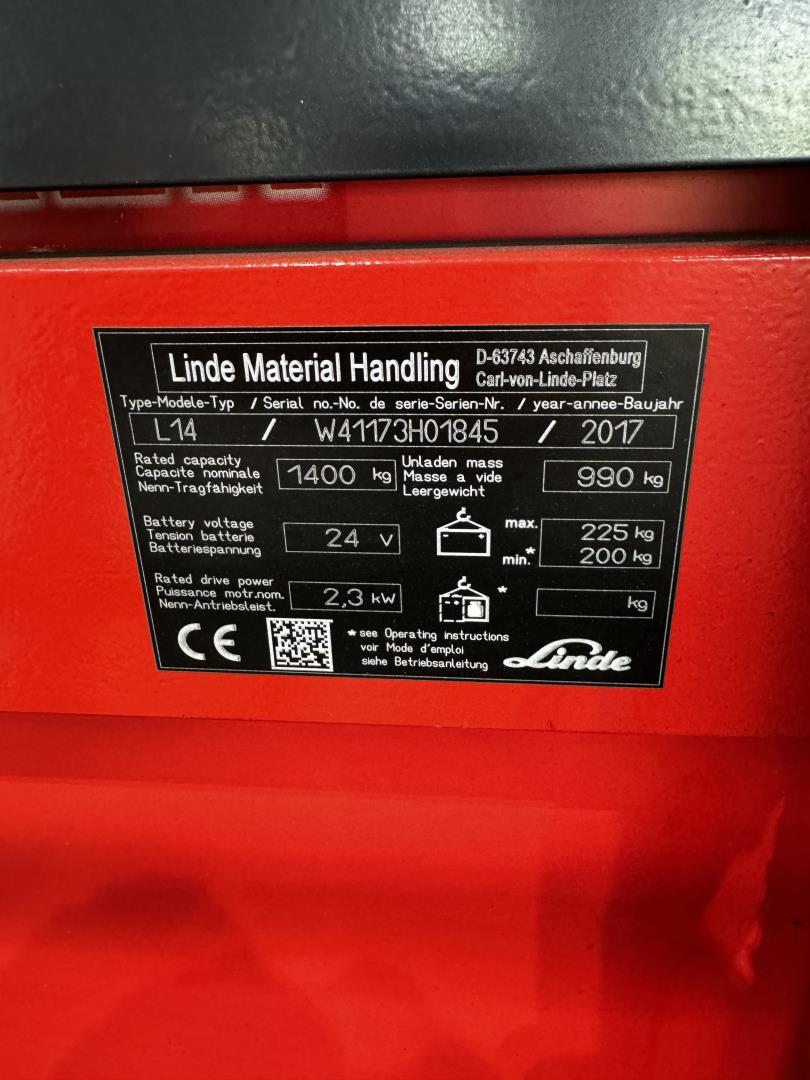 Linde Material Handling
D-63743 Aschaffenburg
Carl-von-Linde-Platz
Type-Modele-Typ / Serial no.-No. de serie-Serien-Nr. / year-annee-Baujahr
L14 / W41173H01845 / 2017
Rated capacity
Capacite nominale
Nenn-Tragfähigkeit
1400 kg
Unladen mass
Masse a vide
Leergewicht
990 kg
Battery voltage
Tension batterie
Batteriespannung
24 V
max. 225 kg
min.* 200 kg
Rated drive power
Puissance motr.nom.
Nenn-Antriebsleist.
2,3 kW
* kg
CE
* see Operating instructions
voir Mode d'emploi
siehe Betriebsanleitung
Linde